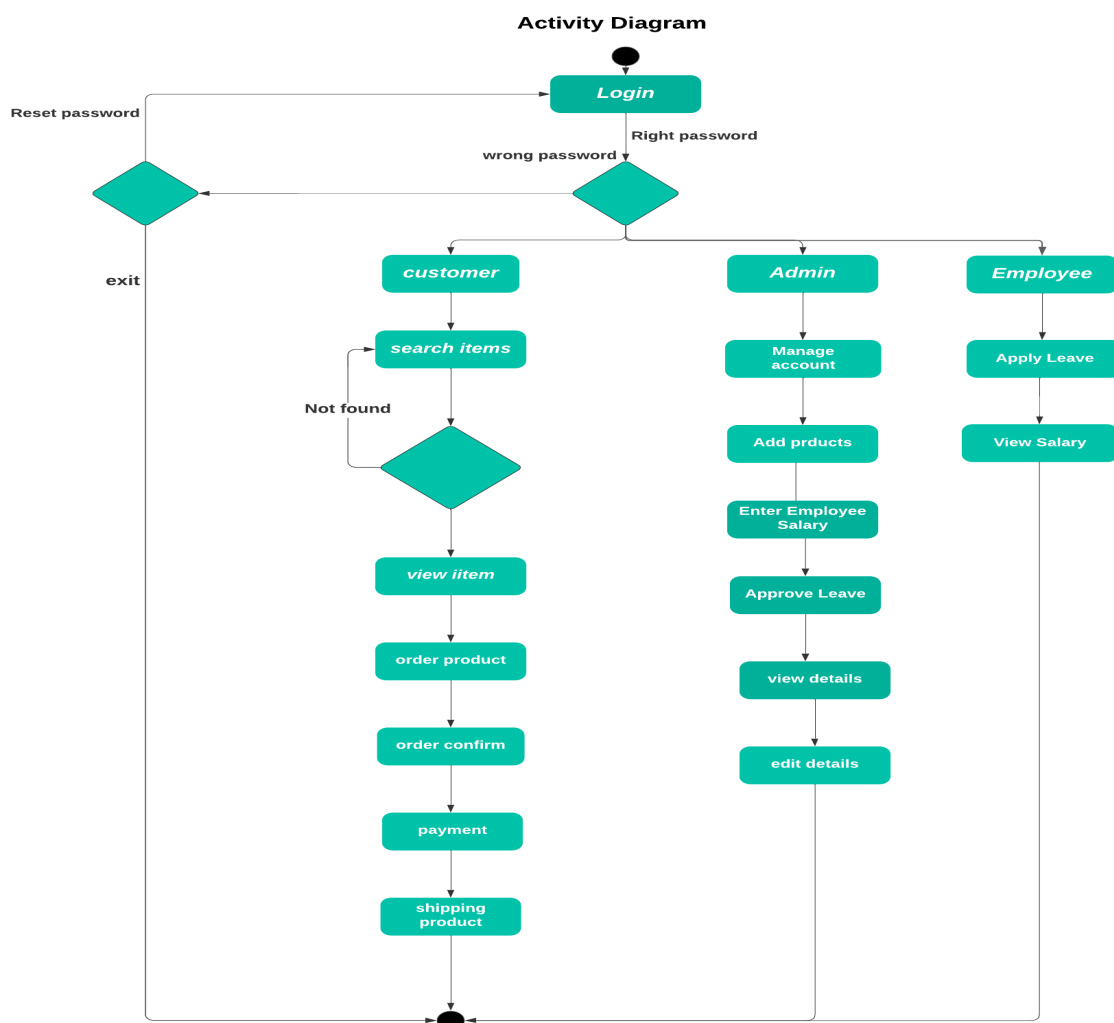 Activity Diagram
Login
Reset password
Right password
wrong password
exit
customer
Admin
Employee
search items
Manage
account
Apply Leave
Not found
Add prducts
View Salary
Enter Employee
Salary
view iitem
Approve Leave
order product
view details
order confirm
edit details
payment
shipping
product